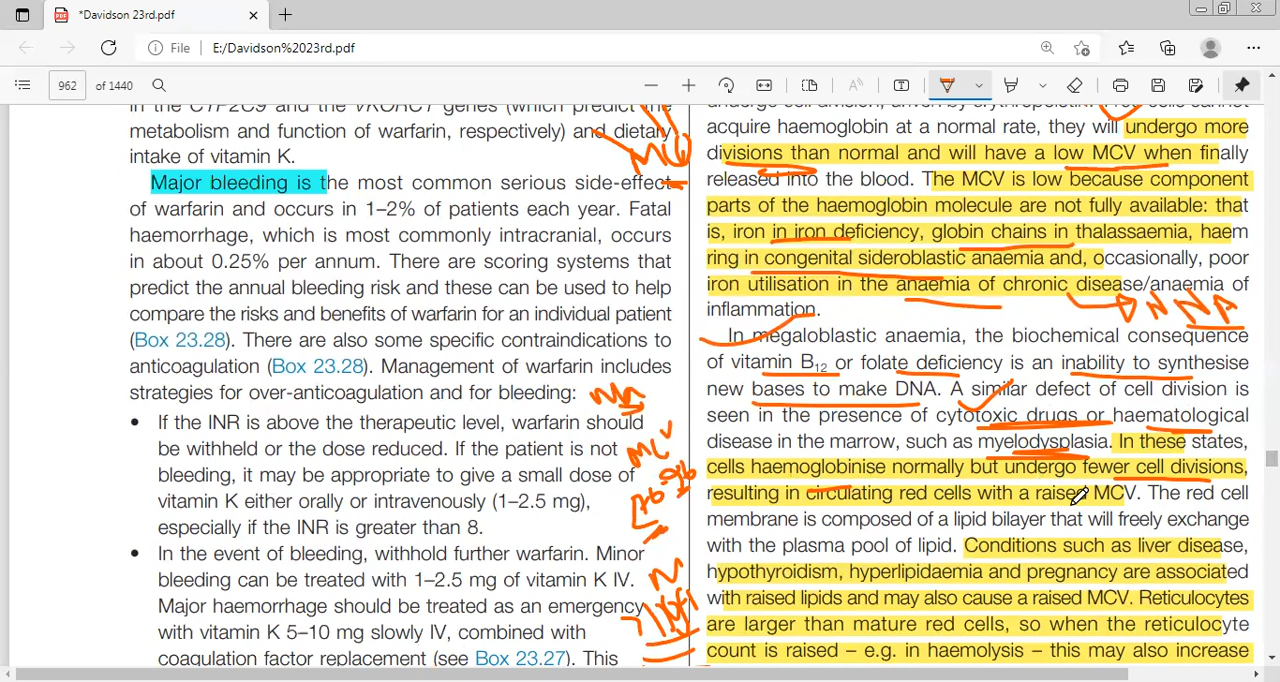 *Davidson 23rd.pdf
File
E:/Davidson%2023rd.pdf
962 of 1440
in the CYP2C9 and the VKORC1 genes (which predict the
metabolism and function of warfarin, respectively) and dietary
intake of vitamin K.
Major bleeding is the most common serious side-effect
of warfarin and occurs in 1–2% of patients each year. Fatal
haemorrhage, which is most commonly intracranial, occurs
in about 0.25% per annum. There are scoring systems that
predict the annual bleeding risk and these can be used to help
compare the risks and benefits of warfarin for an individual patient
(Box 23.28). There are also some specific contraindications to
anticoagulation (Box 23.28). Management of warfarin includes
strategies for over-anticoagulation and for bleeding:
• If the INR is above the therapeutic level, warfarin should
be withheld or the dose reduced. If the patient is not
bleeding, it may be appropriate to give a small dose of
vitamin K either orally or intravenously (1–2.5 mg),
especially if the INR is greater than 8.
• In the event of bleeding, withhold further warfarin. Minor
bleeding can be treated with 1–2.5 mg of vitamin K IV.
Major haemorrhage should be treated as an emergency
with vitamin K 5–10 mg slowly IV, combined with
coagulation factor replacement (see Box 23.27). This
MCV
76-96
undergo cell division, driven by erythropoietin. If red cells cannot
acquire haemoglobin at a normal rate, they will undergo more
divisions than normal and will have a low MCV when finally
released into the blood. The MCV is low because component
parts of the haemoglobin molecule are not fully available: that
is, iron in iron deficiency, globin chains in thalassaemia, haem
ring in congenital sideroblastic anaemia and, occasionally, poor
iron utilisation in the anaemia of chronic disease/anaemia of
inflammation.
NNA
In megaloblastic anaemia, the biochemical consequence
of vitamin B12 or folate deficiency is an inability to synthesise
new bases to make DNA. A similar defect of cell division is
seen in the presence of cytotoxic drugs or haematological
disease in the marrow, such as myelodysplasia. In these states,
cells haemoglobinise normally but undergo fewer cell divisions,
resulting in circulating red cells with a raised MCV. The red cell
membrane is composed of a lipid bilayer that will freely exchange
with the plasma pool of lipid. Conditions such as liver disease,
hypothyroidism, hyperlipidaemia and pregnancy are associated
with raised lipids and may also cause a raised MCV. Reticulocytes
are larger than mature red cells, so when the reticulocyte
count is raised – e.g. in haemolysis – this may also increase